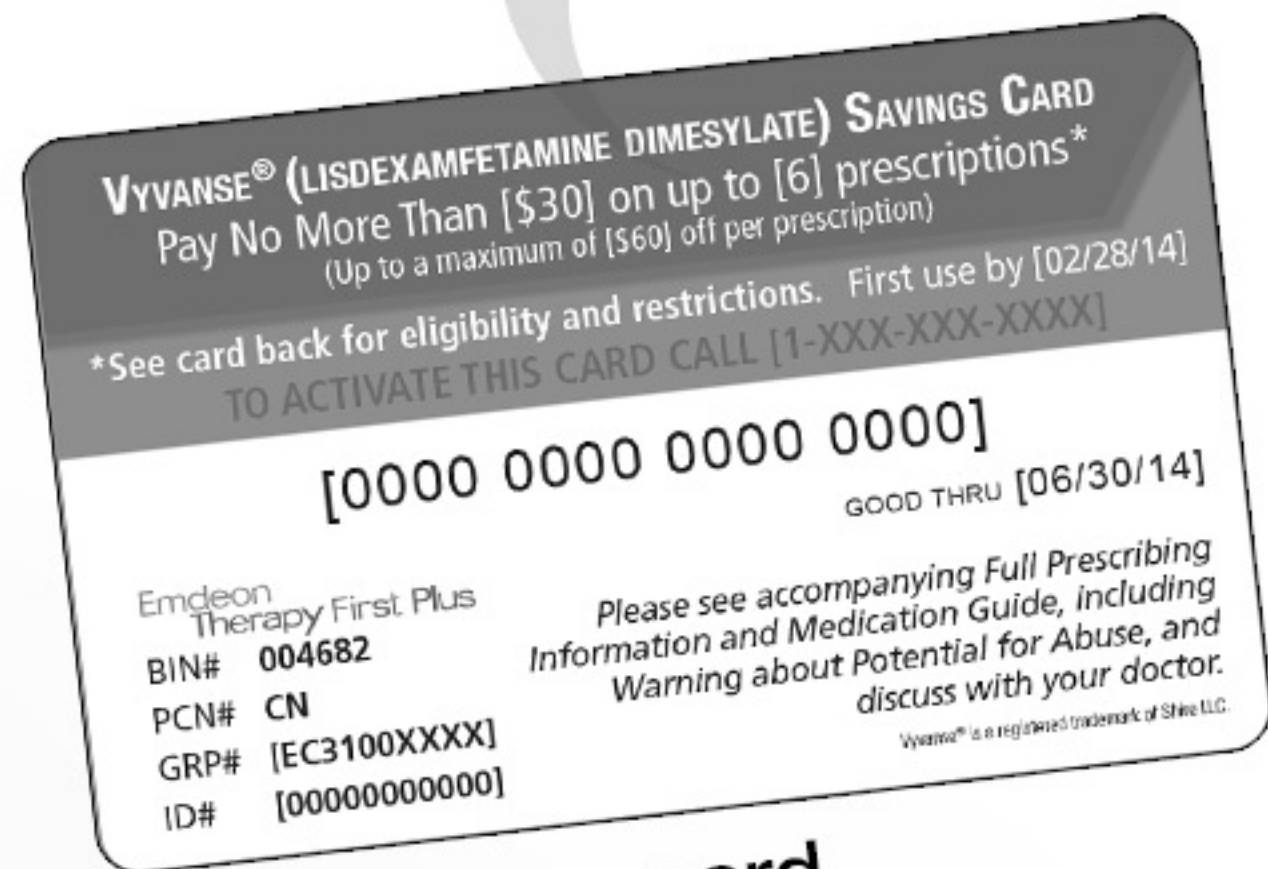 VYVANSE® (LISDEXAMFETAMINE DIMESYLATE) SAVINGS CARD
Pay No More Than [$30] on up to [6] prescriptions*
(Up to a maximum of [$60] off per prescription)
*See card back for eligibility and restrictions. First use by [02/28/14]
TO ACTIVATE THIS CARD CALL [1-XXX-XXX-XXXX]
[0000 0000 0000 0000]
GOOD THRU [06/30/14]
Emdeon
Therapy First Plus
BIN# 004682
PCN# CN
GRP# [EC3100XXXX]
ID# [00000000000]
Please see accompanying Full Prescribing
Information and Medication Guide, including
Warning about Potential for Abuse, and
discuss with your doctor.
Vyvanse® is a registered trademark of Shire LLC.